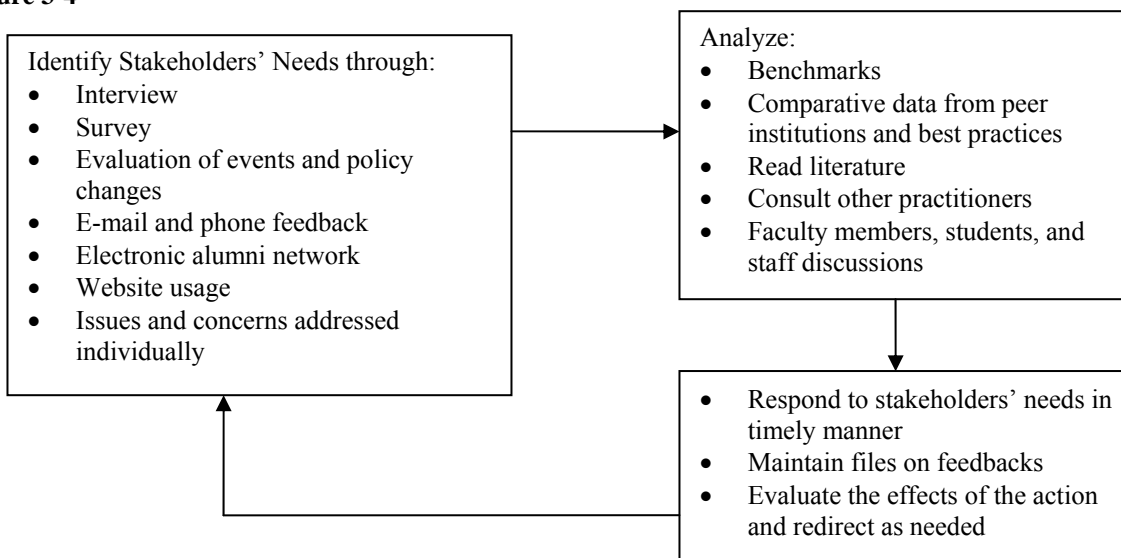 Identify Stakeholders’ Needs through:
• Interview
• Survey
• Evaluation of events and policy
changes
• E-mail and phone feedback
• Electronic alumni network
• Website usage
• Issues and concerns addressed
individually
Analyze:
• Benchmarks
• Comparative data from peer
institutions and best practices
• Read literature
• Consult other practitioners
• Faculty members, students, and
staff discussions
• Respond to stakeholders’ needs in
timely manner
• Maintain files on feedbacks
• Evaluate the effects of the action
and redirect as needed